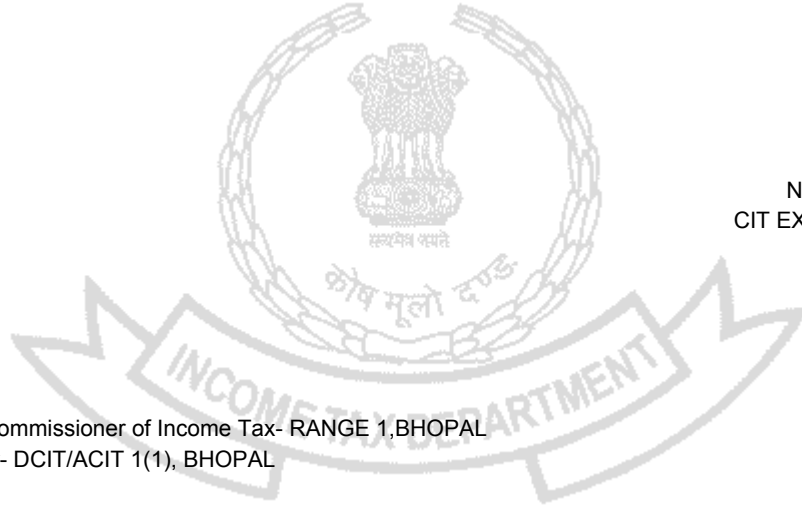 N
CIT EX
सत्यमेव जयते
कोष मूलो दण्डः
INCOME TAX DEPARTMENT
ommissioner of Income Tax- RANGE 1,BHOPAL
- DCIT/ACIT 1(1), BHOPAL